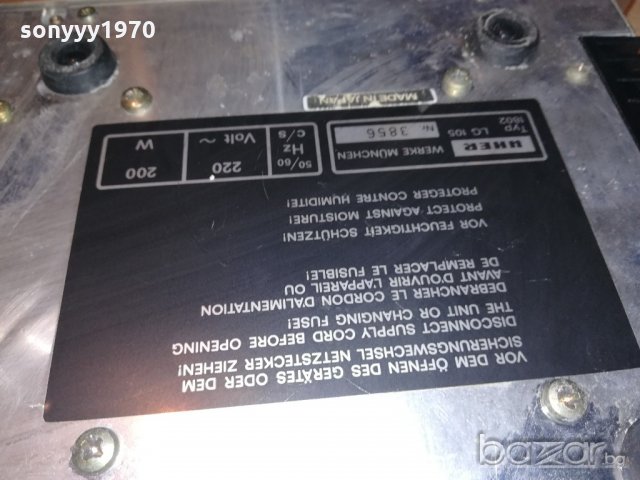 sonyyy1970
MADE IN JAPAN
UHER
WERKE MÜNCHEN
Typ LG 105
1602
Nr. 3856
50/60
Hz
c/s
220
Volt ~
200
W
VOR FEUCHTIGKEIT SCHÜTZEN!
PROTECT AGAINST MOISTURE!
PROTEGER CONTRE HUMIDITE!
VOR DEM ÖFFNEN DES GERÄTES ODER DEM
SICHERUNGSWECHSEL NETZSTECKER ZIEHEN!
DISCONNECT SUPPLY CORD BEFORE OPENING
THE UNIT OR CHANGING FUSE!
DEBRANCHER LE CORDON D'ALIMENTATION
AVANT D'OUVRIR L'APPAREIL OU
DE REMPLACER LE FUSIBLE!
bazar.bg